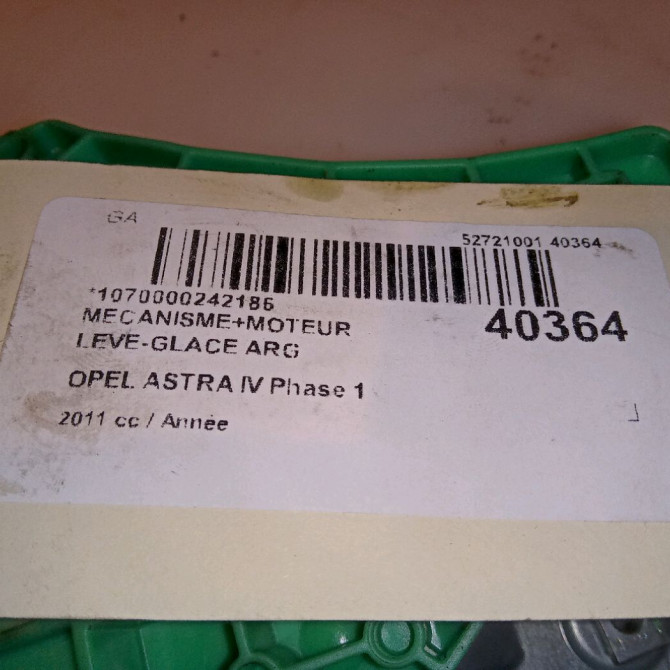 GA
52721001 40364
*1070000242186
40364
MECANISME+MOTEUR
LEVE-GLACE ARG
OPEL ASTRA IV Phase 1
2011 cc / Année